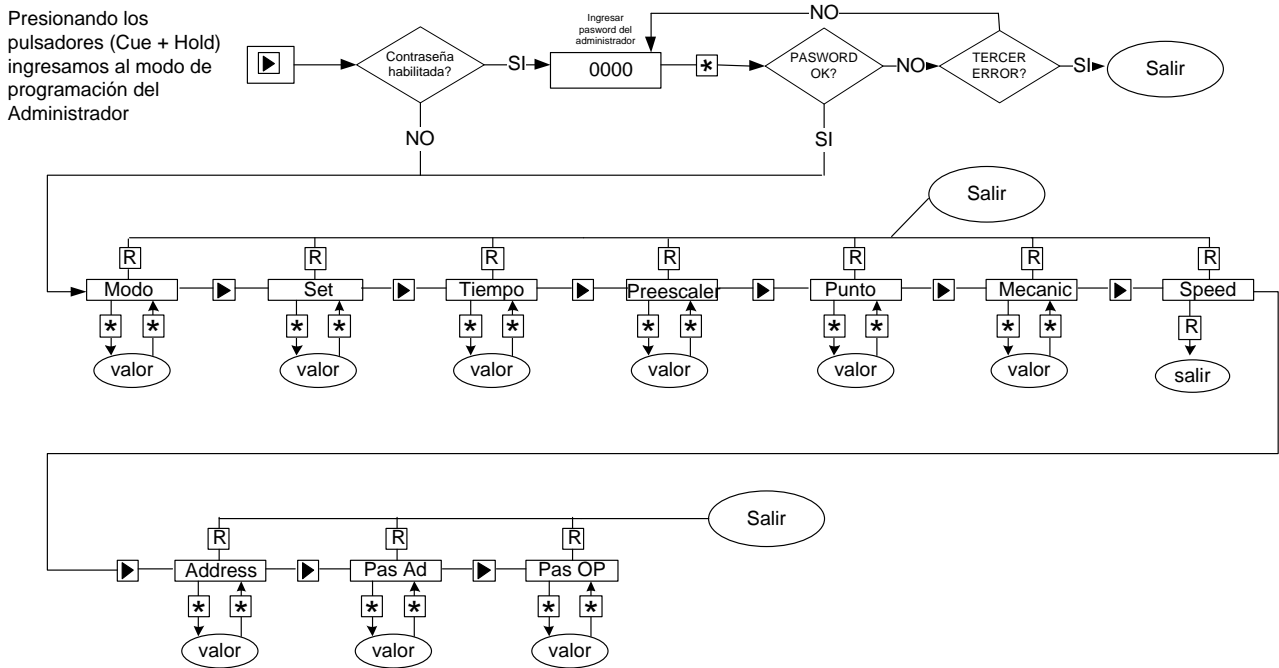 Presionando los
pulsadores (Cue + Hold)
ingresamos al modo de
programación del
Administrador
Contraseña
habilitada?
SI
NO
Ingresar
pasword del
administrador
0000
*
PASWORD
OK?
NO
SI
NO
TERCER
ERROR?
SI
Salir
Salir
R R R R R R R
Modo Set Tiempo Preescaler Punto Mecanic Speed
* * * * * * * * * * * * R
valor valor valor valor valor valor salir
Salir
R R R
Address Pas Ad Pas OP
* * * * * *
valor valor valor